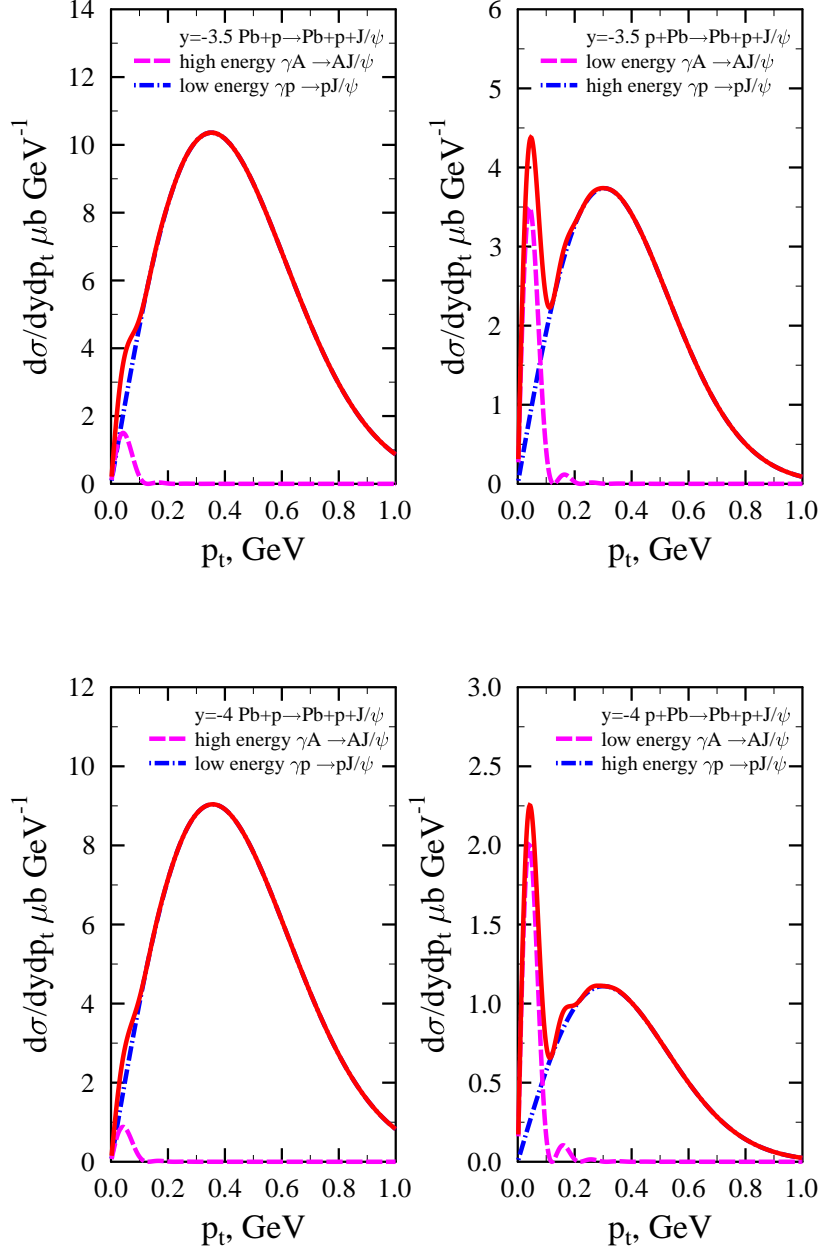 y=-3.5 Pb+p→Pb+p+J/ψ
high energy γA →AJ/ψ
low energy γp →pJ/ψ
dσ/dydp_t μb GeV^-1
14
12
10
8
6
4
2
0
0.0 0.2 0.4 0.6 0.8 1.0
p_t, GeV
y=-3.5 p+Pb→Pb+p+J/ψ
low energy γA →AJ/ψ
high energy γp →pJ/ψ
dσ/dydp_t μb GeV^-1
6
5
4
3
2
1
0
0.0 0.2 0.4 0.6 0.8 1.0
p_t, GeV
y=-4 Pb+p→Pb+p+J/ψ
high energy γA →AJ/ψ
low energy γp →pJ/ψ
dσ/dydp_t μb GeV^-1
12
10
8
6
4
2
0
0.0 0.2 0.4 0.6 0.8 1.0
p_t, GeV
y=-4 p+Pb→Pb+p+J/ψ
low energy γA →AJ/ψ
high energy γp →pJ/ψ
dσ/dydp_t μb GeV^-1
3.0
2.5
2.0
1.5
1.0
0.5
0.0
0.0 0.2 0.4 0.6 0.8 1.0
p_t, GeV